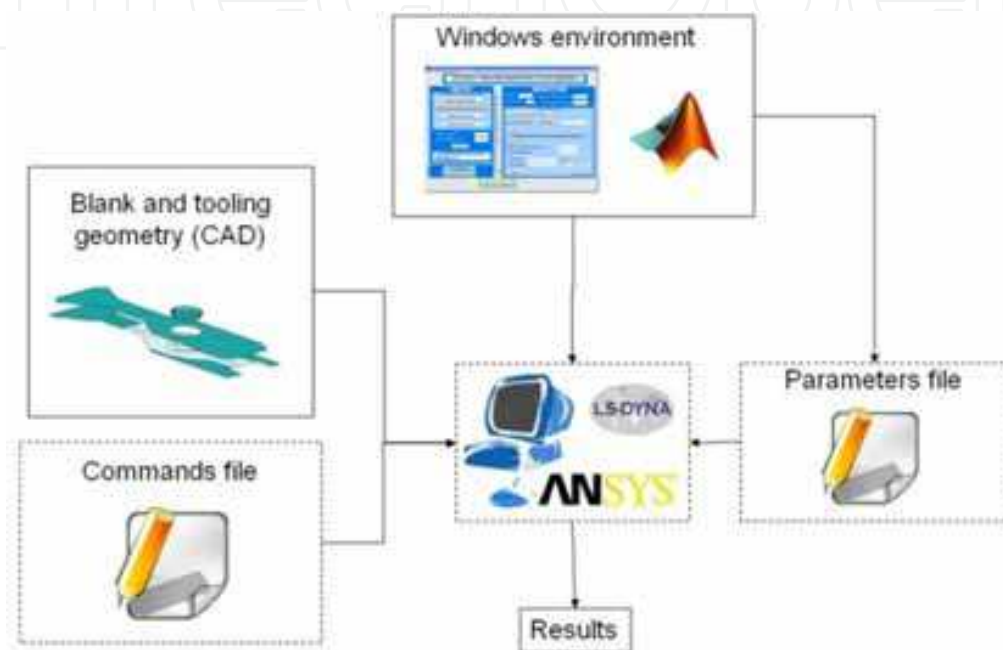 Windows environment
Blank and tooling
geometry (CAD)
LS-DYNA
ANSYS
Parameters file
Commands file
Results